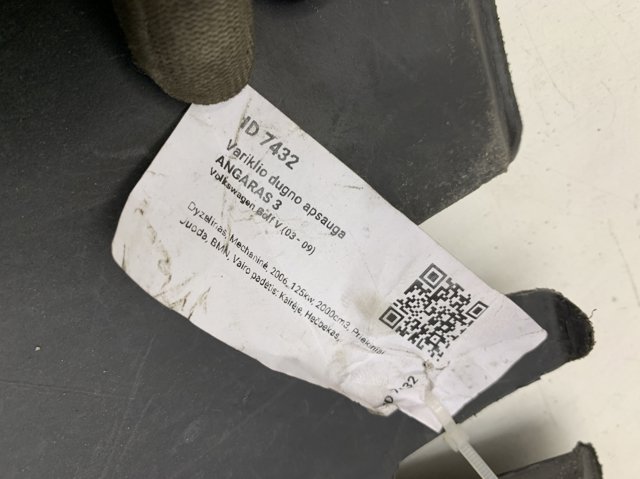 ND 7432
Variklio dugno apsauga
ANGARAS 3
Volkswagen Golf V (03 - 09)
Dyzelinas, Mechaninė, 2006, 125kw, 2000cm3, Priekiniai
Juoda, BMN, Vairo padėtis: Kairėje, Hečbekas,